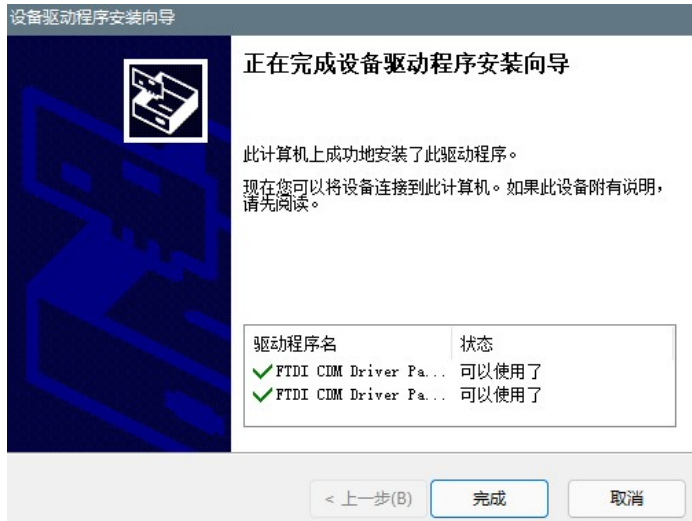 设备驱动程序安装向导
正在完成设备驱动程序安装向导
此计算机上成功地安装了此驱动程序。
现在您可以将设备连接到此计算机。如果此设备附有说明，
请先阅读。
驱动程序名 状态
FTDI CDM Driver Pa... 可以使用了
FTDI CDM Driver Pa... 可以使用了
< 上一步(B) 完成 取消